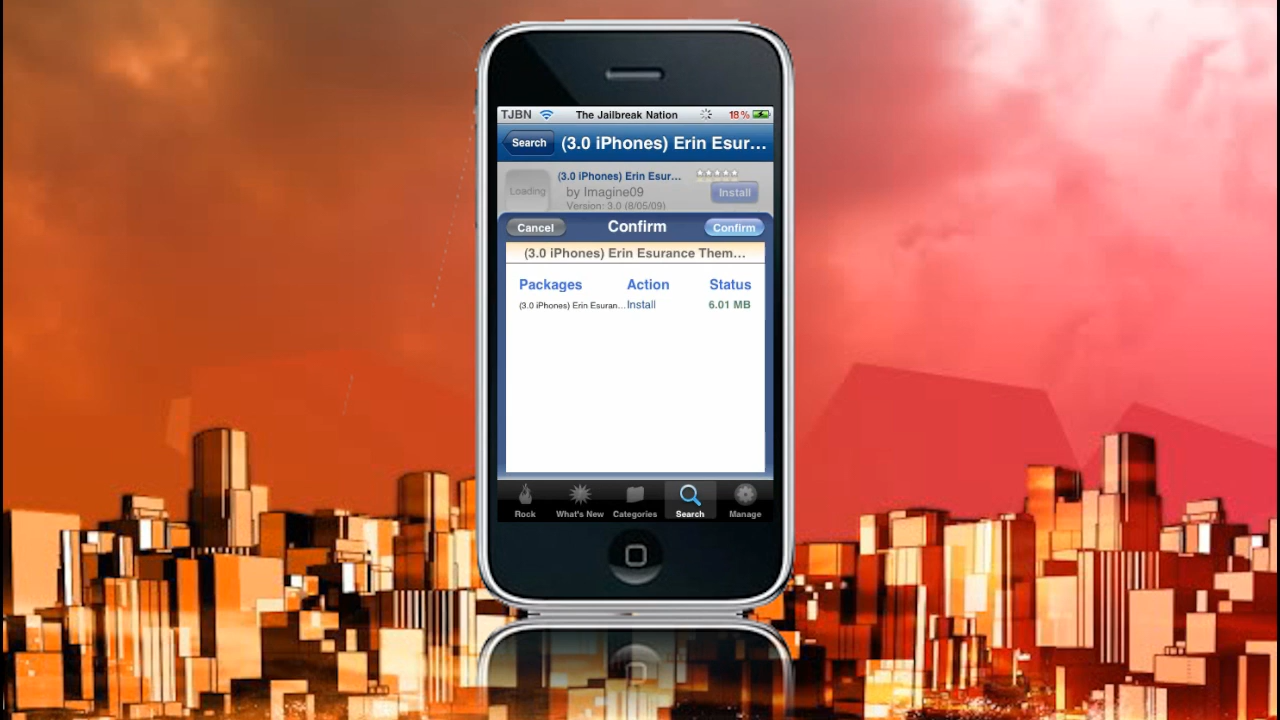 TJBN The Jailbreak Nation 18%
Search (3.0 iPhones) Erin Esur...
Loading (3.0 iPhones) Erin Esur...
by Imagine09 Install
Version: 3.0 (8/05/09)
Cancel Confirm Confirm
(3.0 iPhones) Erin Esurance Them...
Packages Action Status
(3.0 iPhones) Erin Esuran... Install 6.01 MB
Rock What's New Categories Search Manage